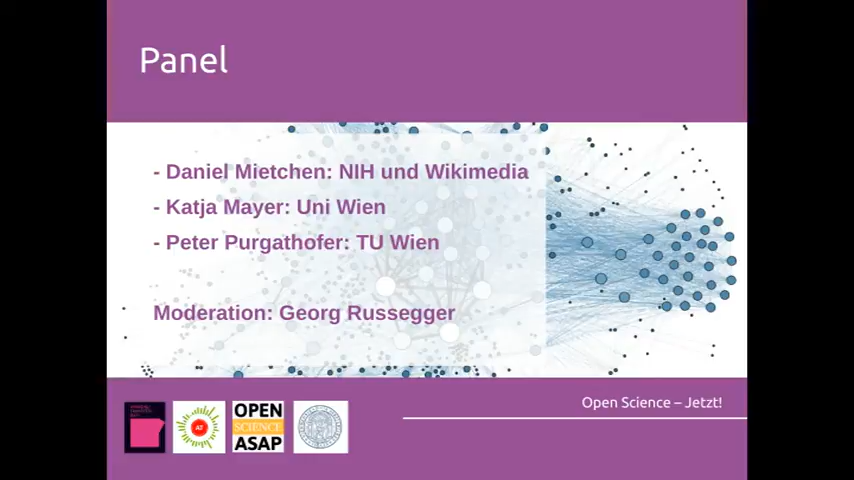 Panel
- Daniel Mietchen: NIH und Wikimedia
- Katja Mayer: Uni Wien
- Peter Purgathofer: TU Wien
Moderation: Georg Russegger
Open Science – Jetzt!
AT
OPEN
SCIENCE
ASAP